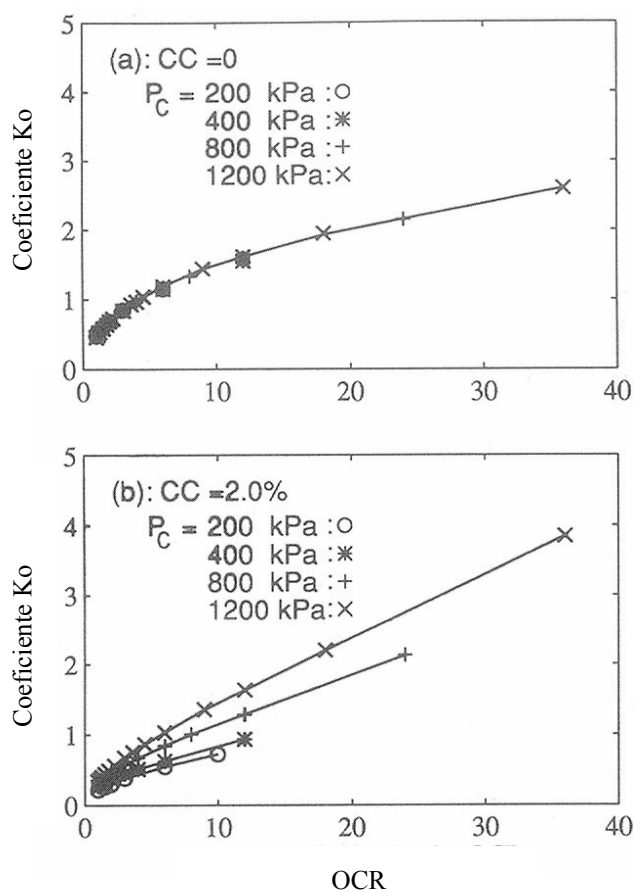 5
(a): CC =0
P_C = 200 kPa :○
4
400 kPa :✳
800 kPa :+
3
1200 kPa:×
Coeficiente Ko
2
1
0
0 10 20 30 40
5
(b): CC =2.0%
P_C = 200 kPa :○
4
400 kPa :✳
800 kPa :+
3
1200 kPa:×
Coeficiente Ko
2
1
0
0 10 20 30 40
OCR